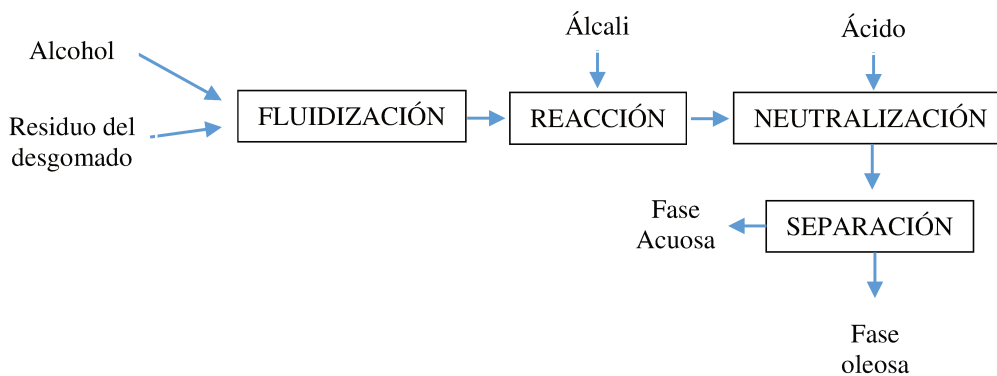 Álcali
Ácido
Alcohol
Residuo del
desgomado
FLUIDIZACIÓN
REACCIÓN
NEUTRALIZACIÓN
SEPARACIÓN
Fase
Acuosa
Fase
oleosa